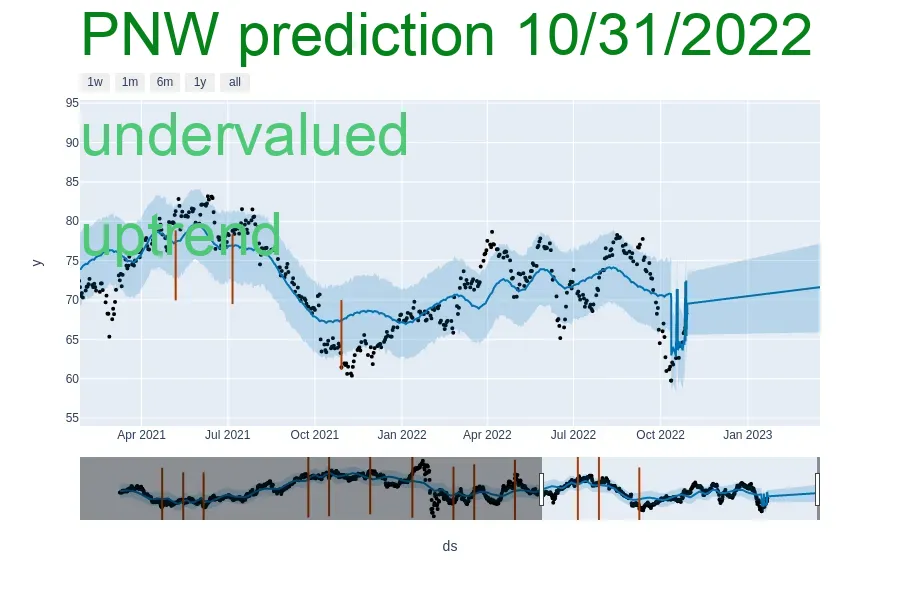 PNW prediction 10/31/2022
1w 1m 6m 1y all
95
undervalued
90
85
80
uptrend
75
y
70
65
60
55
Apr 2021 Jul 2021 Oct 2021 Jan 2022 Apr 2022 Jul 2022 Oct 2022 Jan 2023
ds